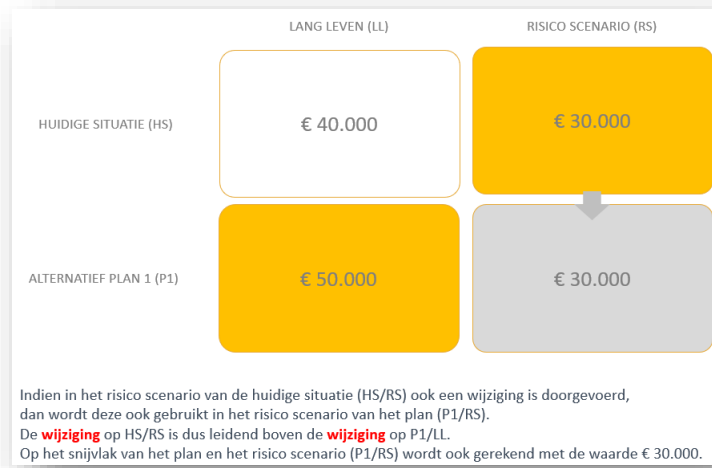 LANG LEVEN (LL) RISICO SCENARIO (RS)
HUIDIGE SITUATIE (HS) € 40.000 € 30.000
ALTERNATIEF PLAN 1 (P1) € 50.000 € 30.000
Indien in het risico scenario van de huidige situatie (HS/RS) ook een wijziging is doorgevoerd,
dan wordt deze ook gebruikt in het risico scenario van het plan (P1/RS).
De wijziging op HS/RS is dus leidend boven de wijziging op P1/LL.
Op het snijvlak van het plan en het risico scenario (P1/RS) wordt ook gerekend met de waarde € 30.000.